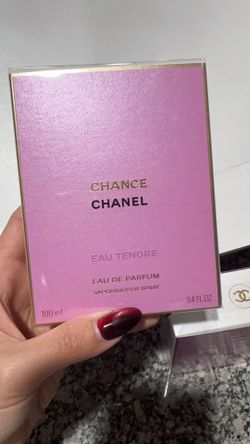 CHANCE
CHANEL
EAU TENDRE
EAU DE PARFUM
VAPORISATEUR SPRAY
100 ml
3.4 FL. OZ.